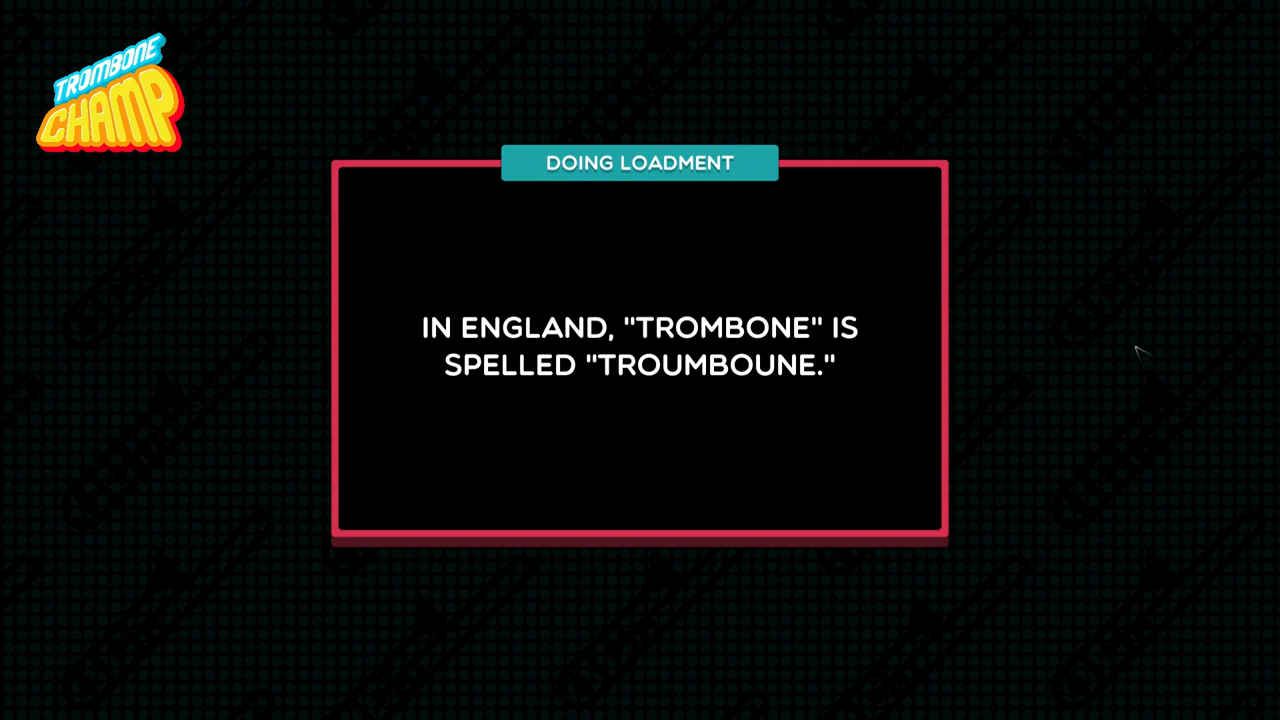 TROMBONE
CHAMP
DOING LOADMENT
IN ENGLAND, "TROMBONE" IS
SPELLED "TROUMBOUNE."